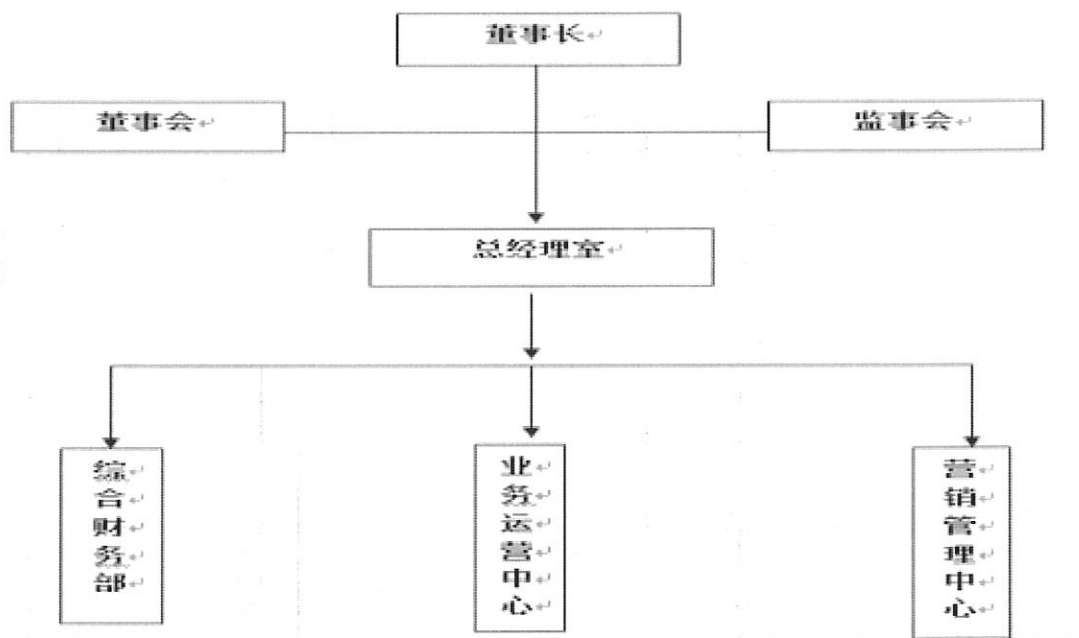 董事长
董事会
监事会
总经理室
综合财务部
业务运营中心
营销管理中心